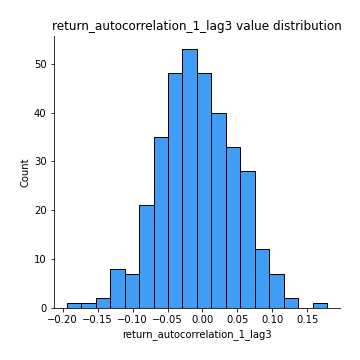 return_autocorrelation_1_lag3 value distribution
50
40
30
20
10
0
Count
−0.20 −0.15 −0.10 −0.05 0.00 0.05 0.10 0.15
return_autocorrelation_1_lag3